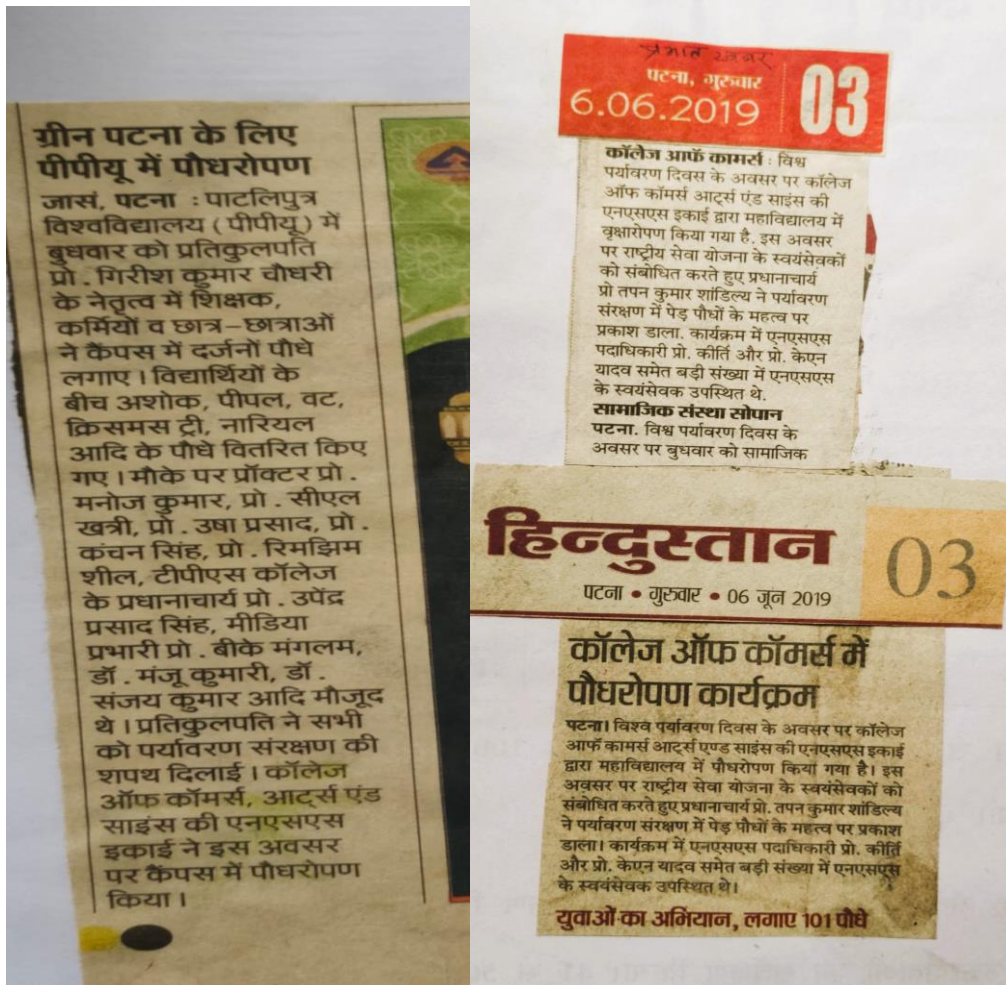 ग्रीन पटना के लिए
पीपीयू में पौधरोपण
जासं, पटना : पाटलिपुत्र
विश्वविद्यालय ( पीपीयू ) में
बुधवार को प्रतिकुलपति
प्रो . गिरीश कुमार चौधरी
के नेतृत्व में शिक्षक,
कर्मियों व छात्र-छात्राओं
ने कैंपस में दर्जनों पौधे
लगाए । विद्यार्थियों के
बीच अशोक, पीपल, वट,
क्रिसमस ट्री, नारियल
आदि के पौधे वितरित किए
गए । मौके पर प्रॉक्टर प्रो .
मनोज कुमार, प्रो . सीएल
खत्री, प्रो . उषा प्रसाद, प्रो .
कंचन सिंह, प्रो . रिमझिम
शील, टीपीएस कॉलेज
के प्रधानाचार्य प्रो . उपेंद्र
प्रसाद सिंह, मीडिया
प्रभारी प्रो . बीके मंगलम,
डॉ . मंजू कुमारी, डॉ .
संजय कुमार आदि मौजूद
थे । प्रतिकुलपति ने सभी
को पर्यावरण संरक्षण की
शपथ दिलाई । कॉलेज
ऑफ कॉमर्स, आर्ट्स एंड
साइंस की एनएसएस
इकाई ने इस अवसर
पर कैंपस में पौधरोपण
किया ।
प्रभात खबर
पटना, गुरुवार
6.06.2019
03
कॉलेज आफॅ कामर्स : विश्व
पर्यावरण दिवस के अवसर पर कॉलेज
ऑफ कॉमर्स आर्ट्स एंड साइंस की
एनएसएस इकाई द्वारा महाविद्यालय में
वृक्षारोपण किया गया है. इस अवसर
पर राष्ट्रीय सेवा योजना के स्वयंसेवकों
को संबोधित करते हुए प्रधानाचार्य
प्रो तपन कुमार शांडिल्य ने पर्यावरण
संरक्षण में पेड़ पौधों के महत्व पर
प्रकाश डाला. कार्यक्रम में एनएसएस
पदाधिकारी प्रो. कीर्ति और प्रो. केएन
यादव समेत बड़ी संख्या में एनएसएस
के स्वयंसेवक उपस्थित थे.
सामाजिक संस्था सोपान
पटना. विश्व पर्यावरण दिवस के
अवसर पर बुधवार को सामाजिक
हिन्दुस्तान
03
पटना • गुरुवार • 06 जून 2019
कॉलेज ऑफ कॉमर्स में
पौधरोपण कार्यक्रम
पटना। विश्व पर्यावरण दिवस के अवसर पर कॉलेज
आफॅ कामर्स आर्ट्स एण्ड साइंस की एनएसएस इकाई
द्वारा महाविद्यालय में पौधरोपण किया गया है। इस
अवसर पर राष्ट्रीय सेवा योजना के स्वयंसेवकों को
संबोधित करते हुए प्रधानाचार्य प्रो. तपन कुमार शांडिल्य
ने पर्यावरण संरक्षण में पेड़ पौधों के महत्व पर प्रकाश
डाला। कार्यक्रम में एनएसएस पदाधिकारी प्रो. कीर्ति
और प्रो. केएन यादव समेत बड़ी संख्या में एनएसएस
के स्वयंसेवक उपस्थित थे।
युवाओं का अभियान, लगाए 101 पौधे